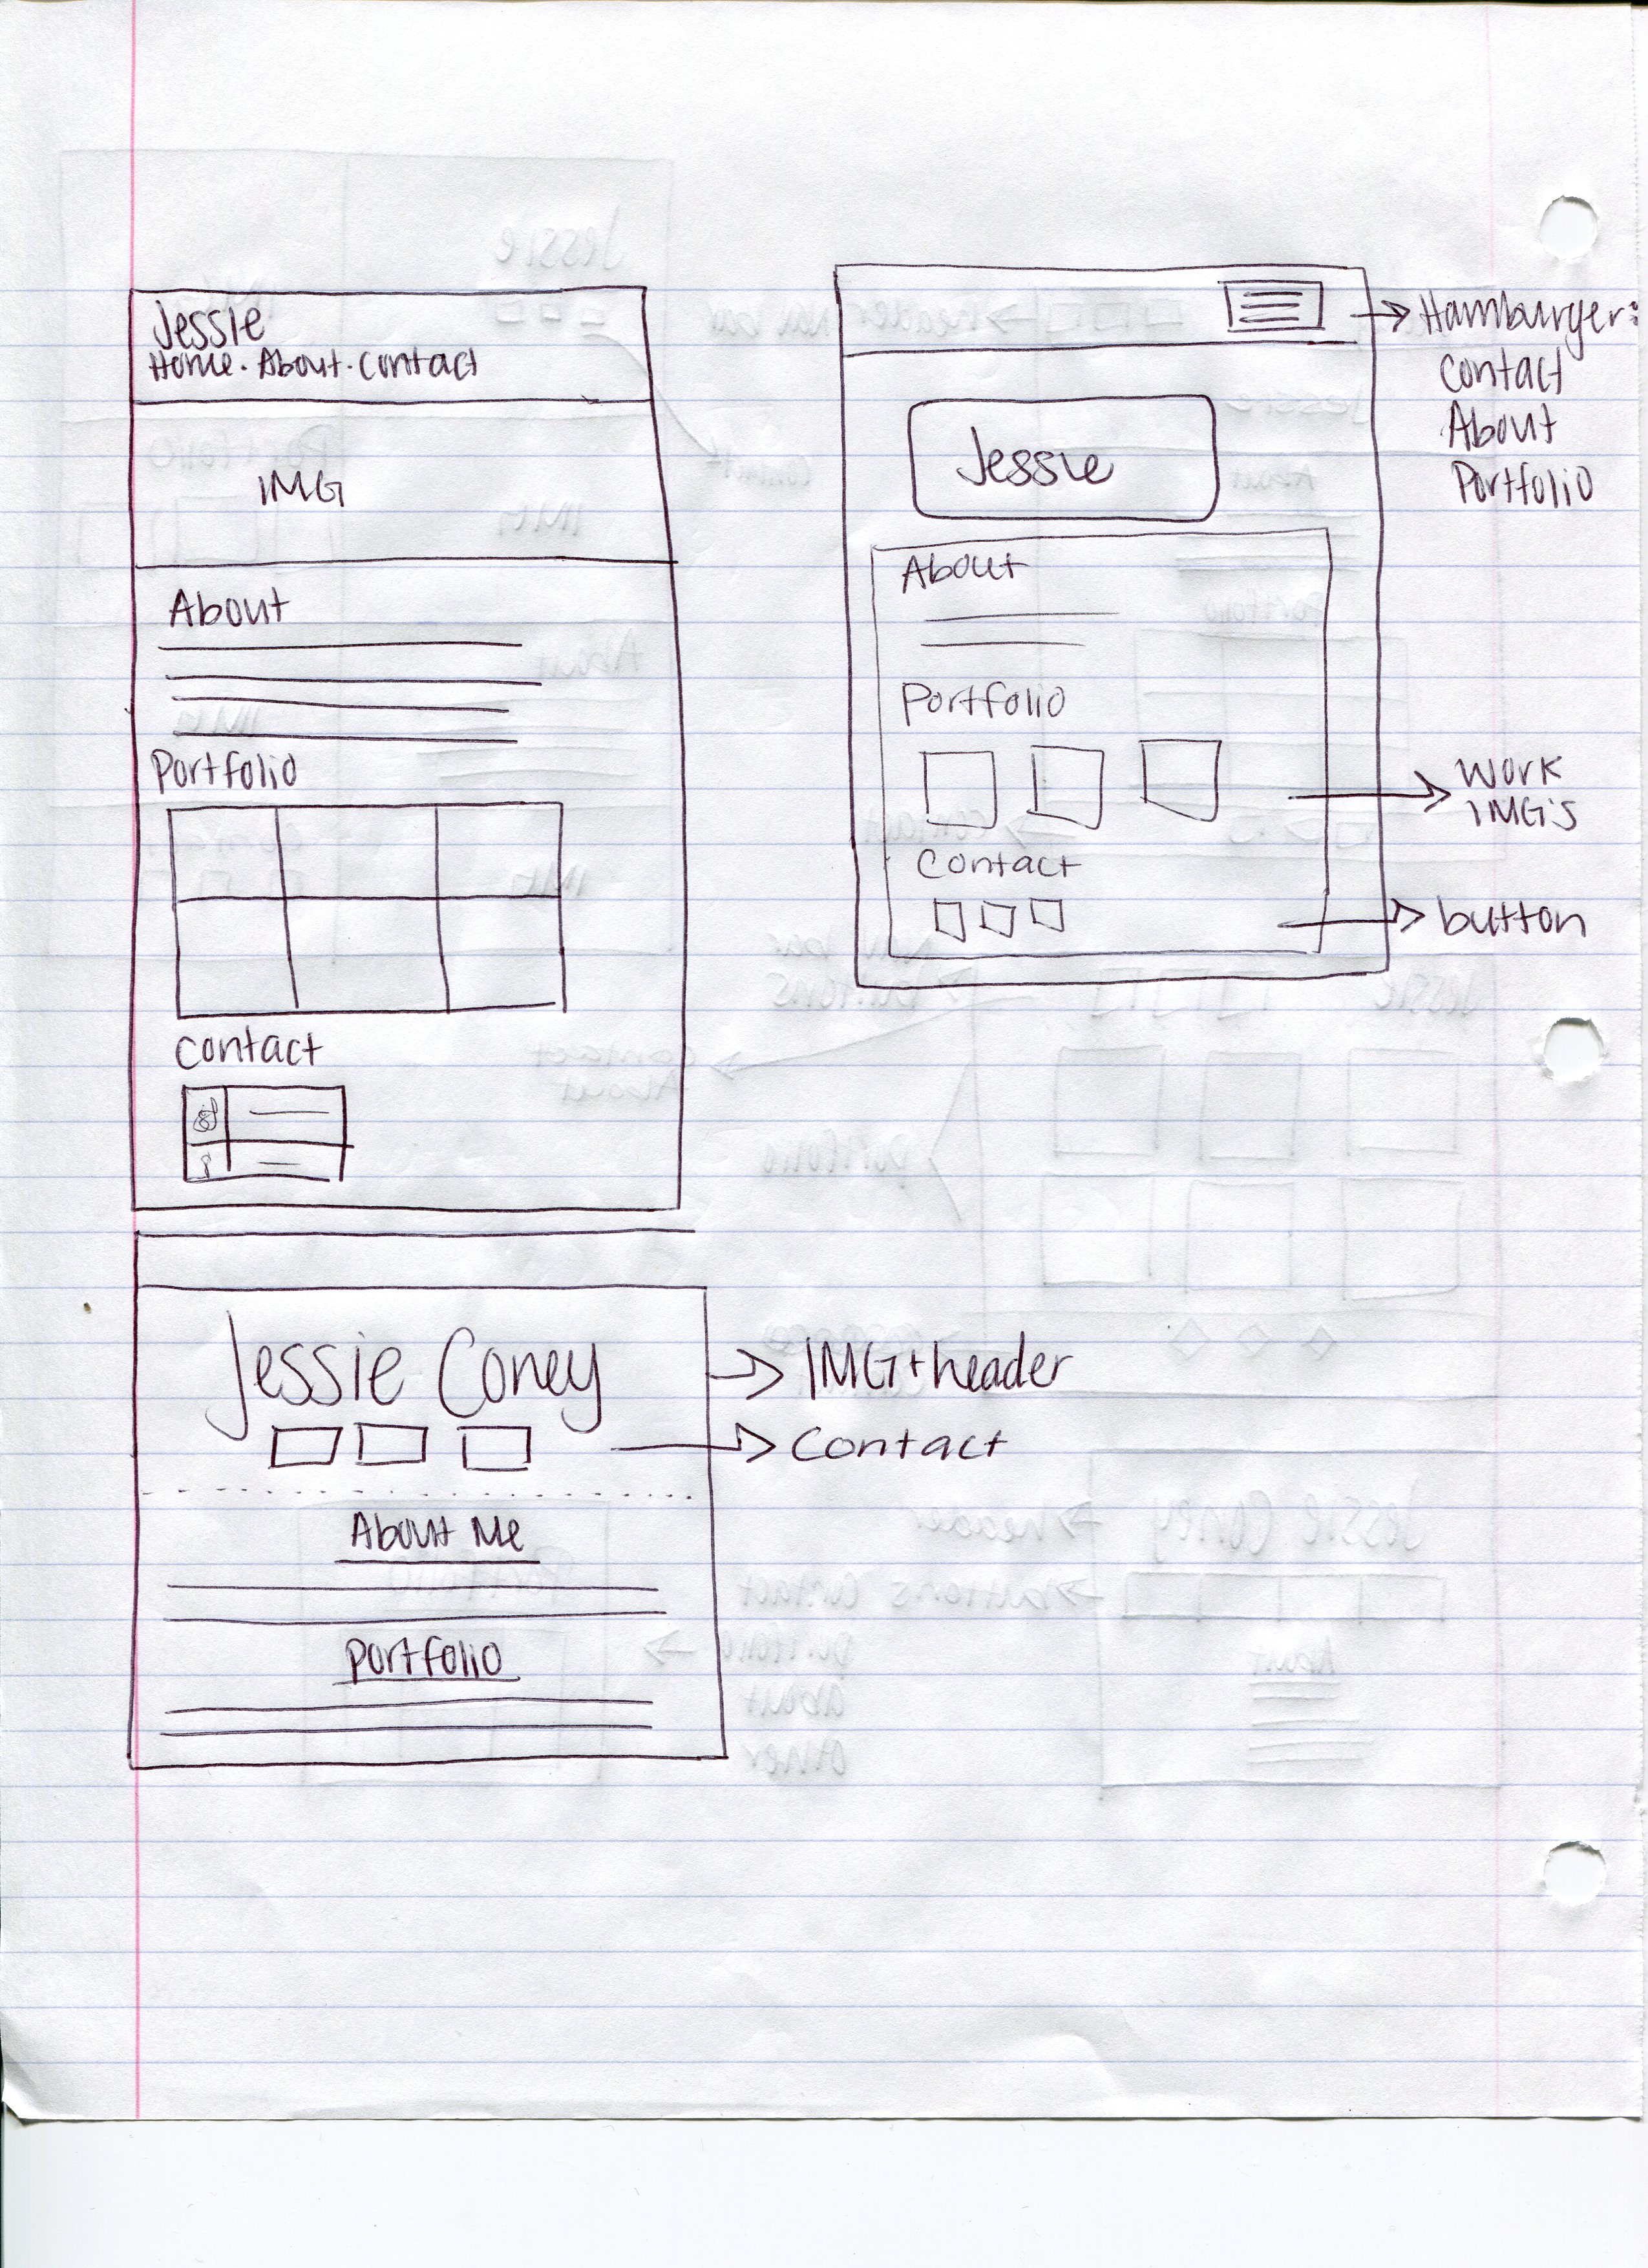 Jessie
Home · About · Contact
IMG
About
Portfolio
Contact
Hamburger:
Contact
About
Portfolio
Jessie
About
Portfolio
Work
IMG's
Contact
button
Jessie Coney
IMG + header
Contact
About Me
Portfolio